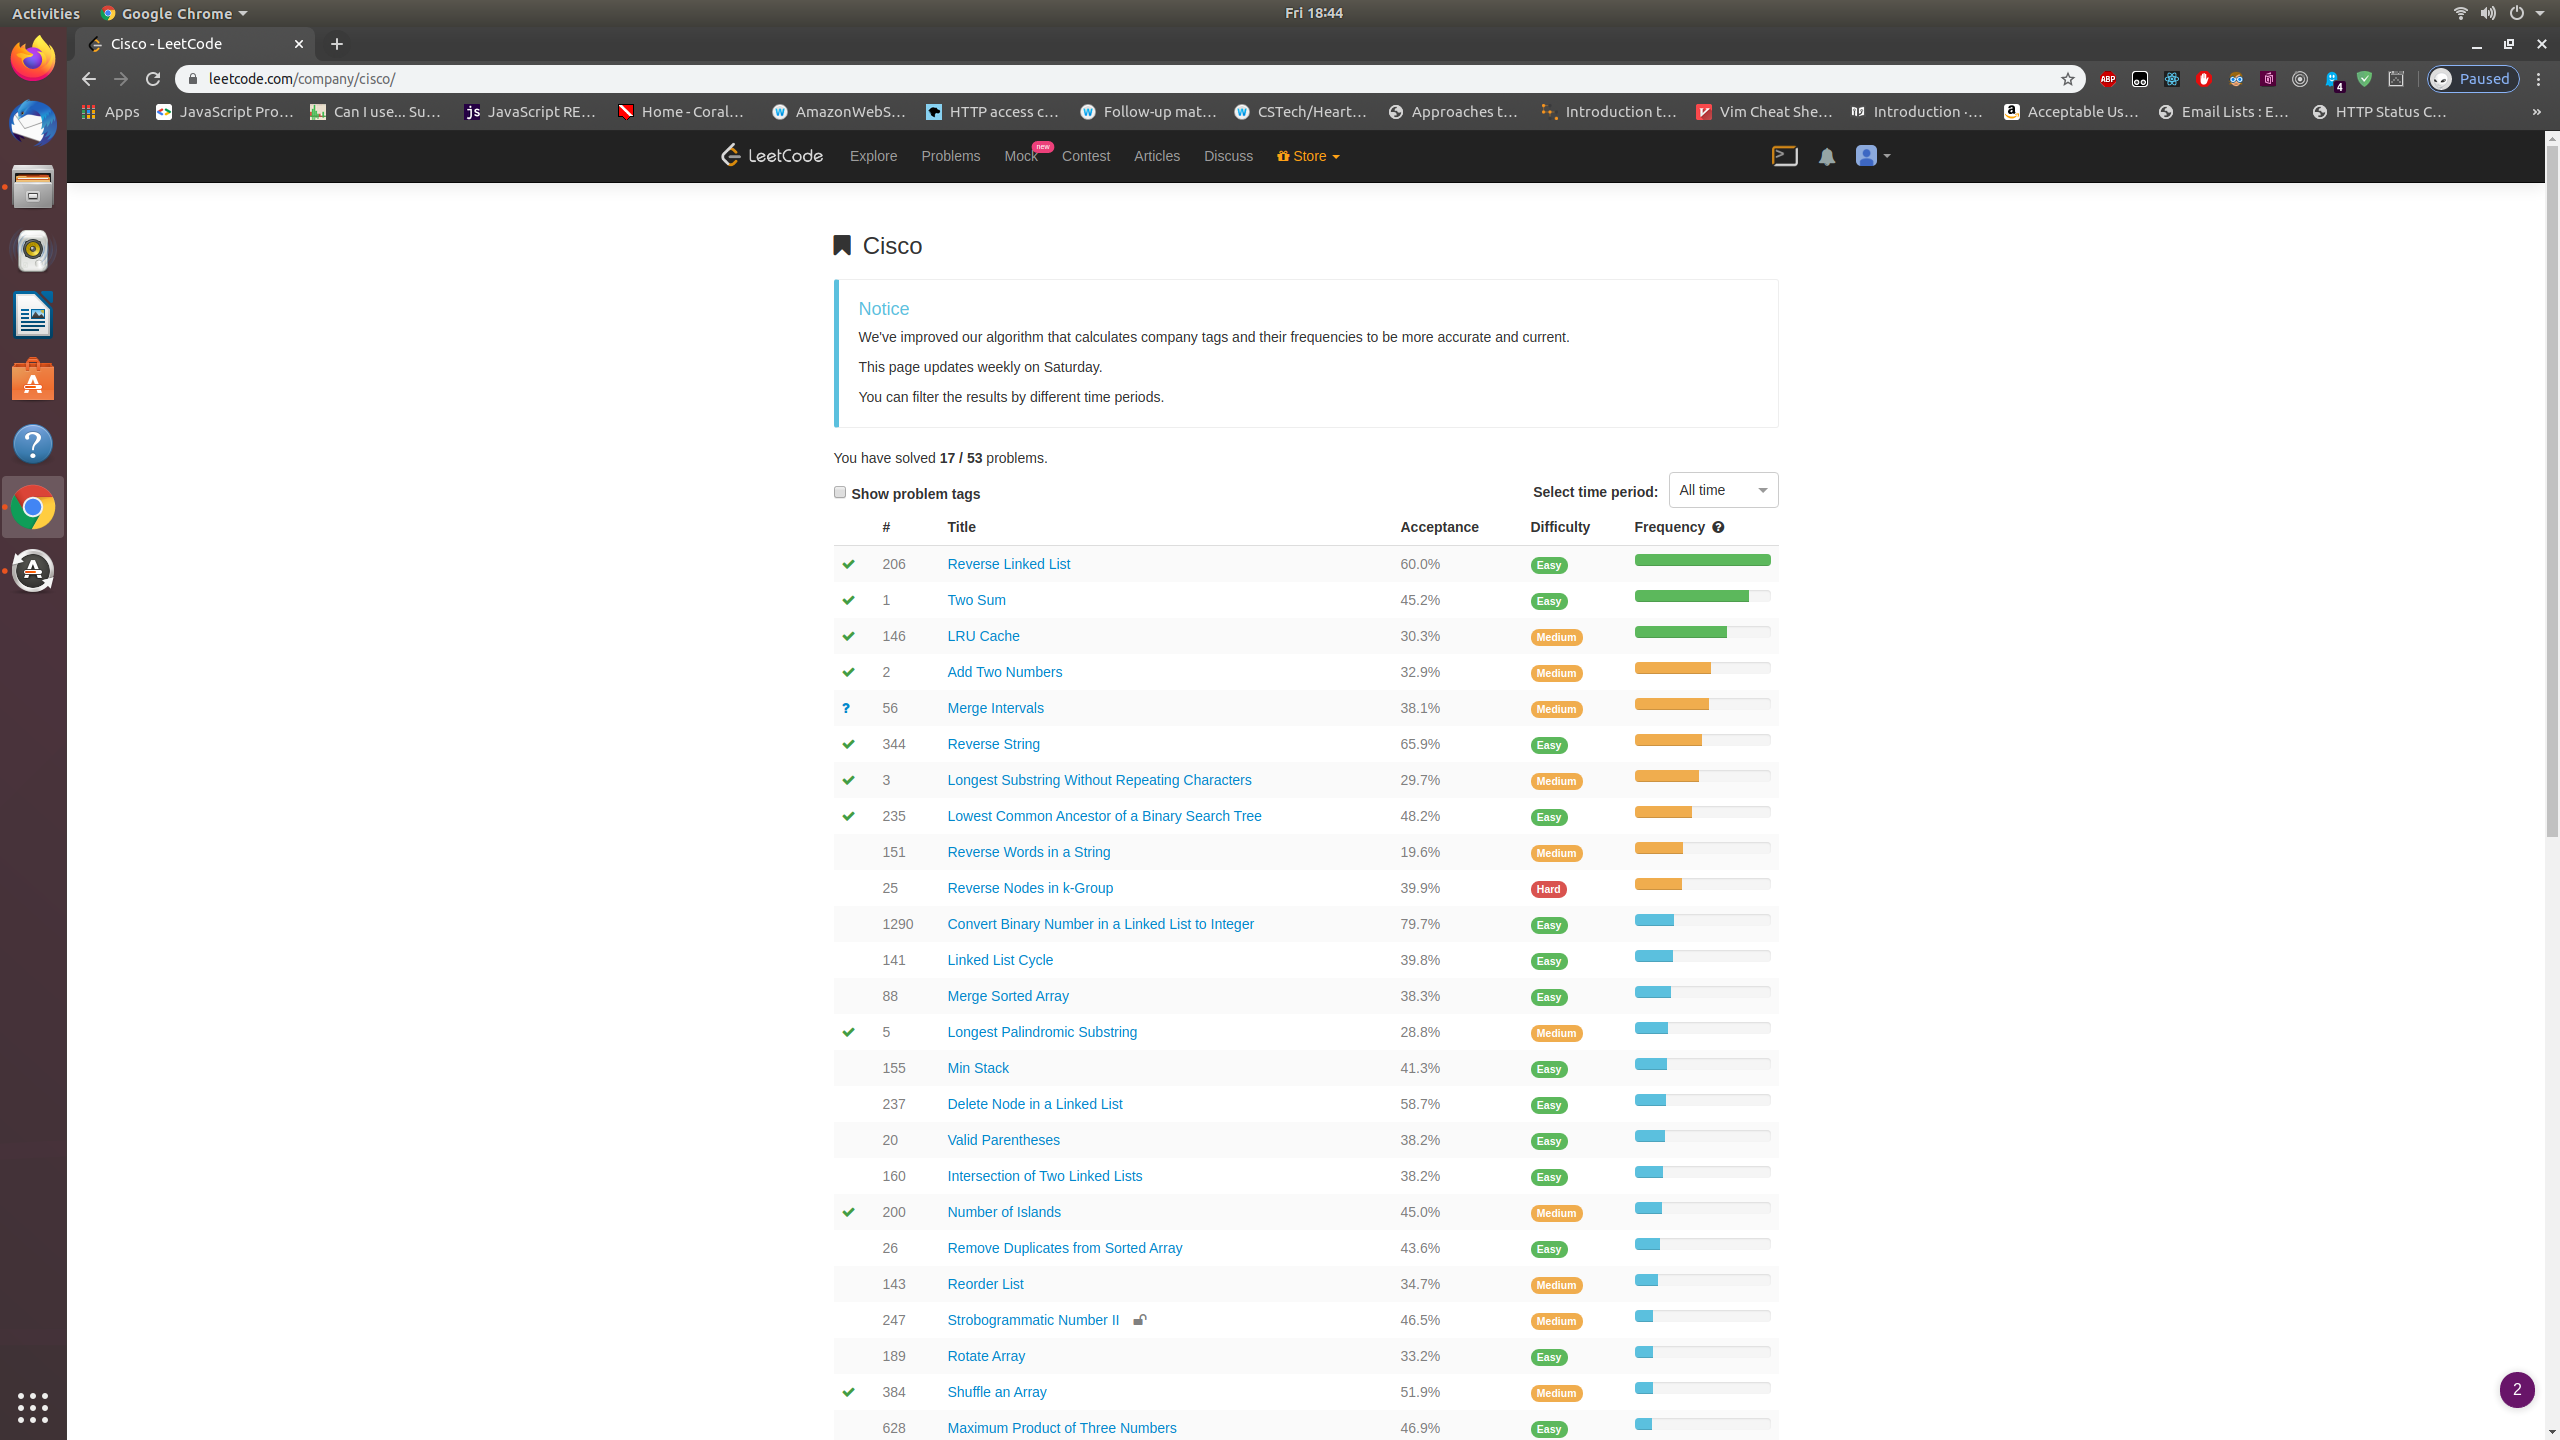 Activities Google Chrome Fri 18:44
Cisco - LeetCode
leetcode.com/company/cisco/ ABP 4 Paused
Apps JavaScript Pro… Can I use... Su… js JavaScript RE… Home - Coral… W AmazonWebS… HTTP access c… W Follow-up mat… W CSTech/Heart… Approaches t… Introduction t… Vim Cheat She… Introduction ·… a Acceptable Us… Email Lists : E… HTTP Status C… »
LeetCode Explore Problems Mock new Contest Articles Discuss Store
Cisco
Notice
We've improved our algorithm that calculates company tags and their frequencies to be more accurate and current.
This page updates weekly on Saturday.
You can filter the results by different time periods.
You have solved 17 / 53 problems.
Show problem tags Select time period: All time
# Title Acceptance Difficulty Frequency ?
206 Reverse Linked List 60.0% Easy
1 Two Sum 45.2% Easy
146 LRU Cache 30.3% Medium
2 Add Two Numbers 32.9% Medium
? 56 Merge Intervals 38.1% Medium
344 Reverse String 65.9% Easy
3 Longest Substring Without Repeating Characters 29.7% Medium
235 Lowest Common Ancestor of a Binary Search Tree 48.2% Easy
151 Reverse Words in a String 19.6% Medium
25 Reverse Nodes in k-Group 39.9% Hard
1290 Convert Binary Number in a Linked List to Integer 79.7% Easy
141 Linked List Cycle 39.8% Easy
88 Merge Sorted Array 38.3% Easy
5 Longest Palindromic Substring 28.8% Medium
155 Min Stack 41.3% Easy
237 Delete Node in a Linked List 58.7% Easy
20 Valid Parentheses 38.2% Easy
160 Intersection of Two Linked Lists 38.2% Easy
200 Number of Islands 45.0% Medium
26 Remove Duplicates from Sorted Array 43.6% Easy
143 Reorder List 34.7% Medium
247 Strobogrammatic Number II 46.5% Medium
189 Rotate Array 33.2% Easy
384 Shuffle an Array 51.9% Medium
2
628 Maximum Product of Three Numbers 46.9% Easy